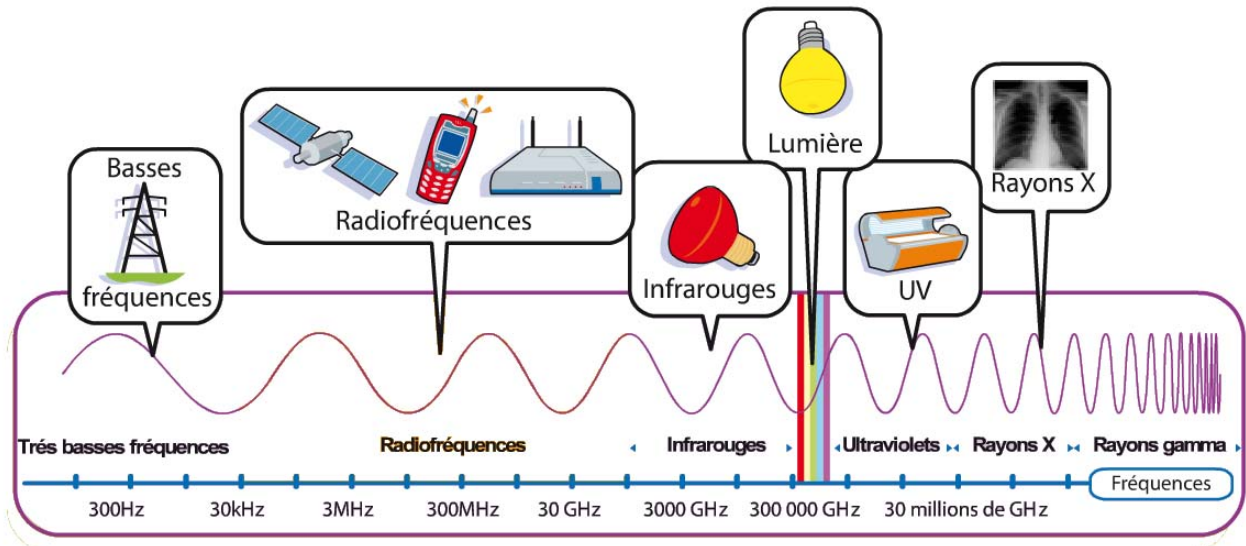 Basses
fréquences
Radiofréquences
Infrarouges
Lumière
UV
Rayons X
Trés basses fréquences
Radiofréquences
Infrarouges
Ultraviolets
Rayons X
Rayons gamma
300Hz
30kHz
3MHz
300MHz
30 GHz
3000 GHz
300 000 GHz
30 millions de GHz
Fréquences